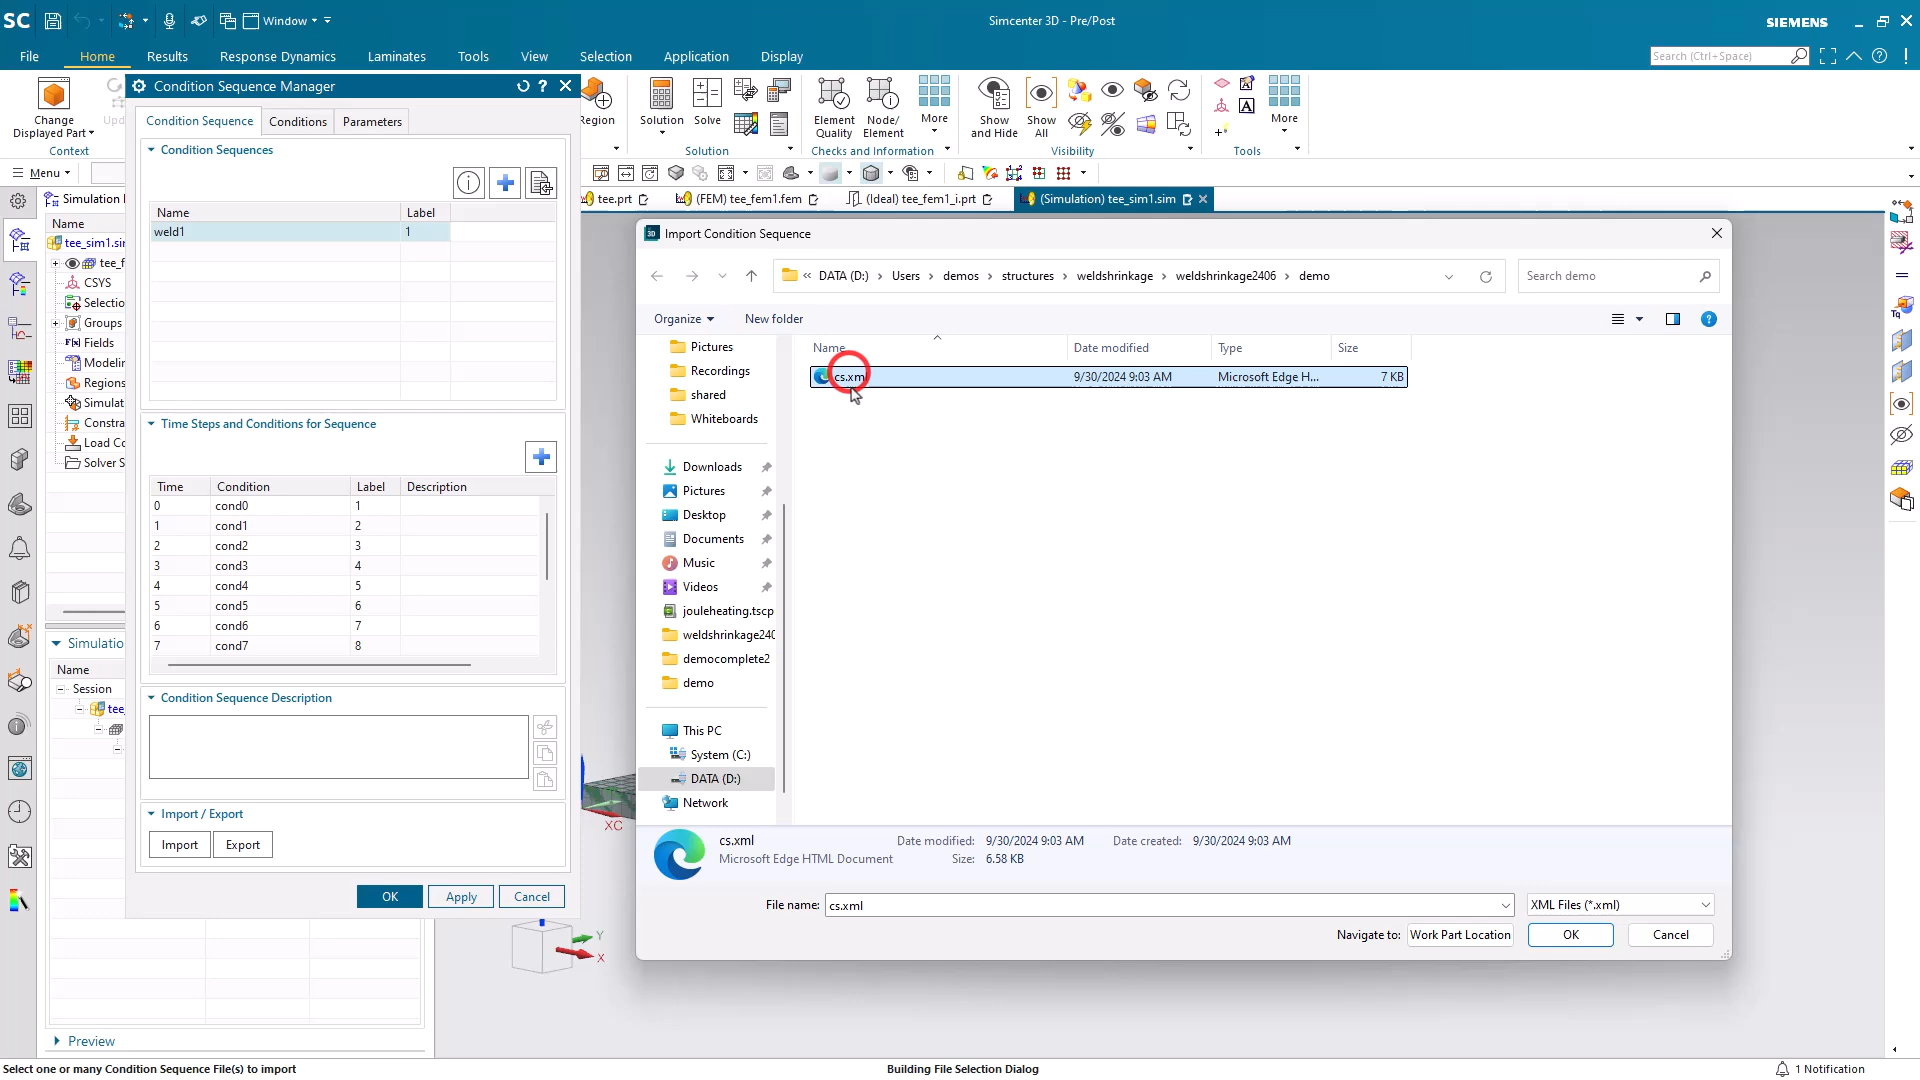 SC
Window
Simcenter 3D - Pre/Post
SIEMENS
File
Home
Results
Response Dynamics
Laminates
Tools
View
Selection
Application
Display
Search (Ctrl+Space)
Change
Displayed Part
Context
Condition Sequence Manager
Region
Solution
Solve
Solution
Element
Quality
Node/
Element
More
Checks and Information
Show
and Hide
Show
All
Visibility
More
Tools
Menu
Condition Sequence
Conditions
Parameters
tee.prt
(FEM) tee_fem1.fem
(Ideal) tee_fem1_i.prt
(Simulation) tee_sim1.sim
Condition Sequences
Name
Label
weld1
1
Time Steps and Conditions for Sequence
Time
Condition
Label
Description
0
cond0
1
1
cond1
2
2
cond2
3
3
cond3
4
4
cond4
5
5
cond5
6
6
cond6
7
7
cond7
8
Condition Sequence Description
Import / Export
Import
Export
OK
Apply
Cancel
Simulation
Name
CSYS
Groups
Fields
Regions
Load Co
Solver S
Name
Session
Preview
XC
Y
X
Import Condition Sequence
« DATA (D:) › Users › demos › structures › weldshrinkage › weldshrinkage2406 › demo
Search demo
Organize
New folder
Pictures
Recordings
shared
Whiteboards
Downloads
Pictures
Desktop
Documents
Music
Videos
jouleheating.tscp
weldshrinkage240
democomplete2
demo
This PC
System (C:)
DATA (D:)
Network
Name
Date modified
Type
Size
cs.xml
9/30/2024 9:03 AM
Microsoft Edge H...
7 KB
cs.xml
Date modified: 9/30/2024 9:03 AM
Date created: 9/30/2024 9:03 AM
Microsoft Edge HTML Document
Size: 6.58 KB
File name:
cs.xml
XML Files (*.xml)
Navigate to:
Work Part Location
OK
Cancel
Select one or many Condition Sequence File(s) to import
Building File Selection Dialog
1 Notification